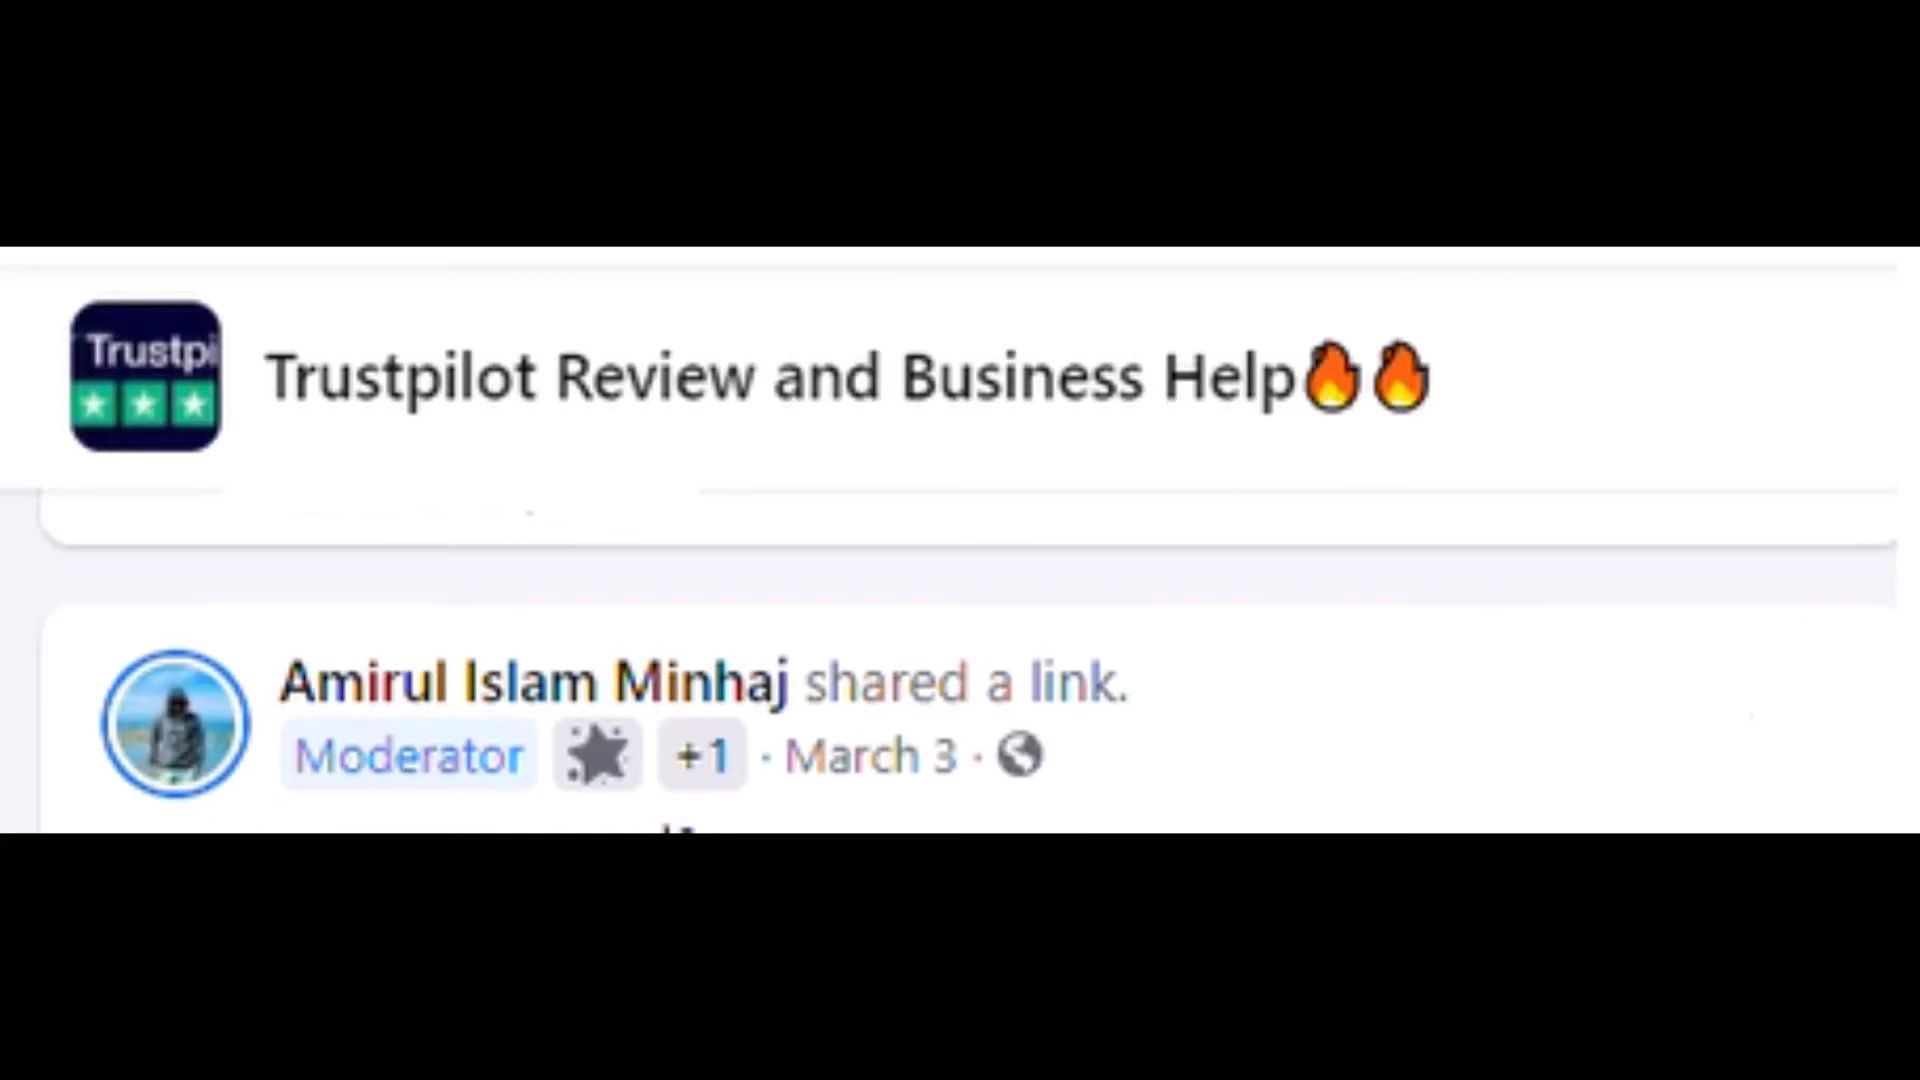 Trustpi
Trustpilot Review and Business Help🔥🔥
Amirul Islam Minhaj shared a link.
Moderator +1 · March 3 ·